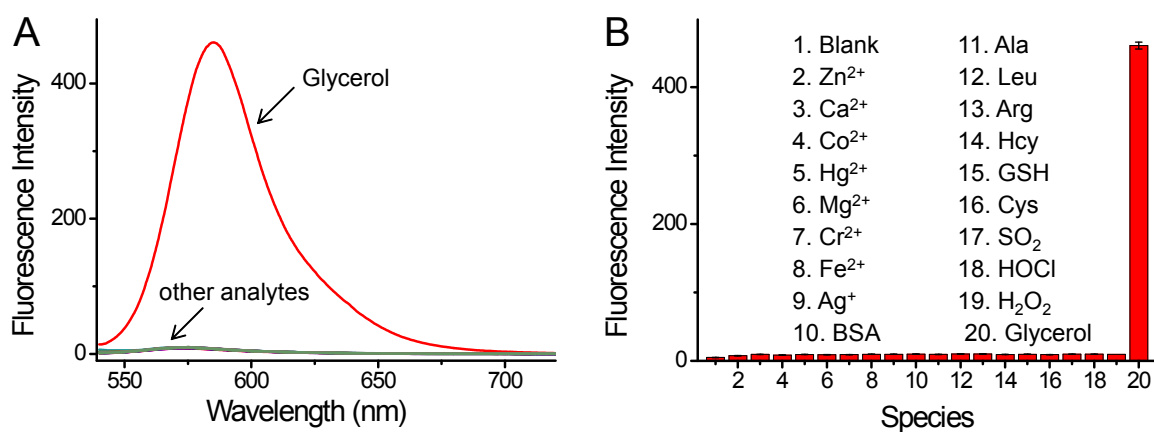 A
Fluorescence Intensity
400
200
0
Glycerol
other analytes
550
600
650
700
Wavelength (nm)
B
Fluorescence Intensity
400
200
0
1. Blank
2. Zn²⁺
3. Ca²⁺
4. Co²⁺
5. Hg²⁺
6. Mg²⁺
7. Cr²⁺
8. Fe²⁺
9. Ag⁺
10. BSA
11. Ala
12. Leu
13. Arg
14. Hcy
15. GSH
16. Cys
17. SO₂
18. HOCl
19. H₂O₂
20. Glycerol
2
4
6
8
10
12
14
16
18
20
Species